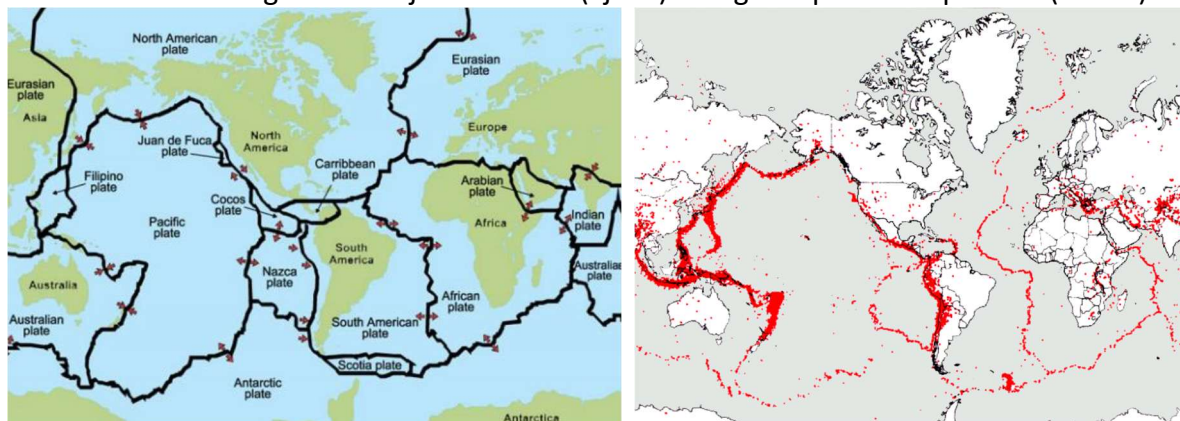 North American
plate
Eurasian
plate
Eurasian
plate
Asia
Europe
Juan de Fuca
plate
North
America
Carribbean
plate
Filipino
plate
Arabian
plate
Cocos
plate
Africa
Indian
plate
Pacific
plate
South
America
Nazca
plate
Australia
Australian
plate
African
plate
Australian
plate
South American
plate
Scotia plate
Antarctic
plate
Antarctica